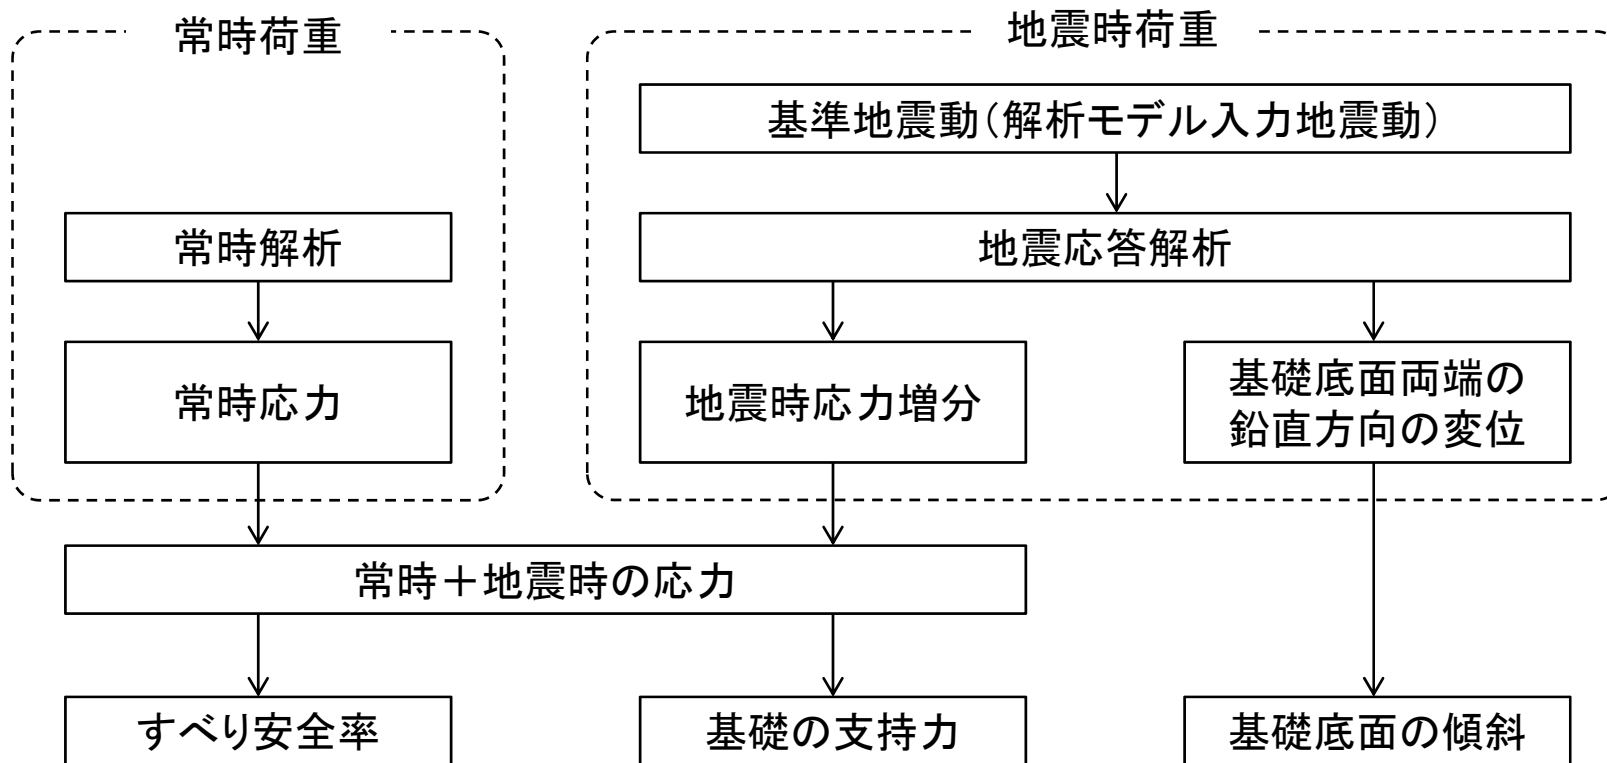 常時荷重
地震時荷重
基準地震動（解析モデル入力地震動）
常時解析
地震応答解析
常時応力
地震時応力増分
基礎底面両端の
鉛直方向の変位
常時＋地震時の応力
すべり安全率
基礎の支持力
基礎底面の傾斜